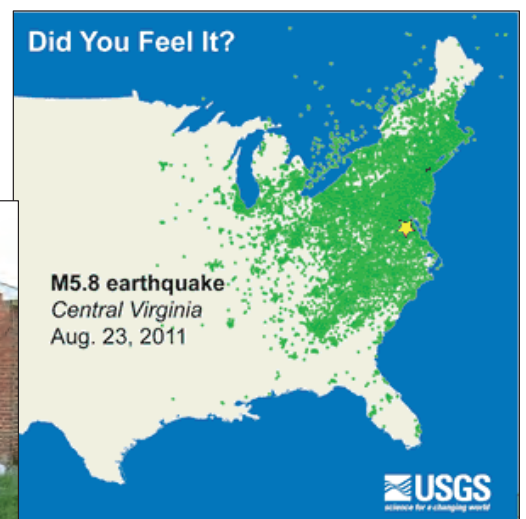 Did You Feel It?
M5.8 earthquake
Central Virginia
Aug. 23, 2011
USGS
science for a changing world